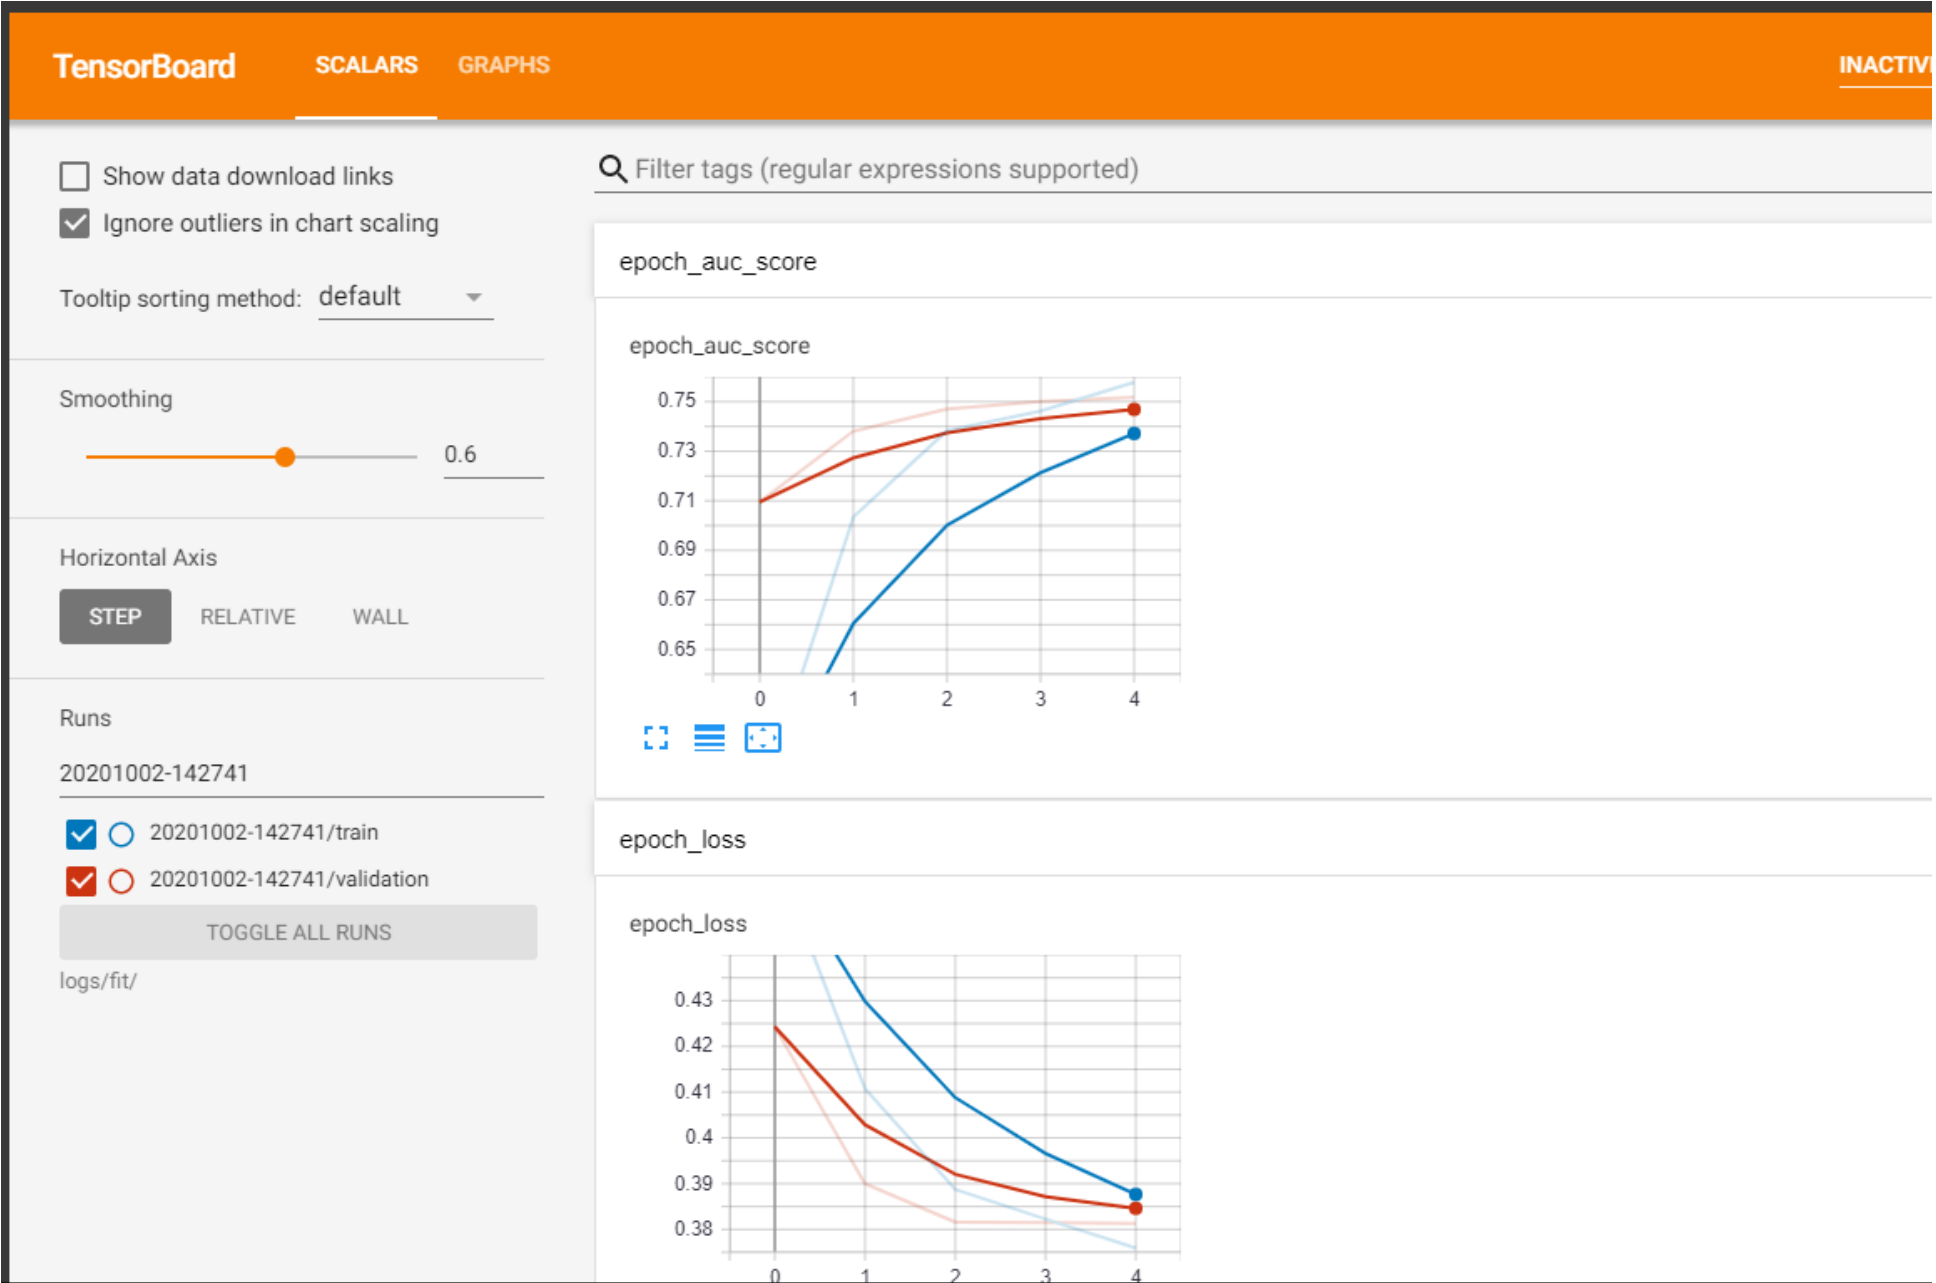 TensorBoard SCALARS GRAPHS INACTIV
Show data download links
Ignore outliers in chart scaling
Tooltip sorting method: default
Smoothing
0.6
Horizontal Axis
STEP RELATIVE WALL
Runs
20201002-142741
20201002-142741/train
20201002-142741/validation
TOGGLE ALL RUNS
logs/fit/
Filter tags (regular expressions supported)
epoch_auc_score
epoch_auc_score
0.75
0.73
0.71
0.69
0.67
0.65
0 1 2 3 4
epoch_loss
epoch_loss
0.43
0.42
0.41
0.4
0.39
0.38
0 1 2 3 4